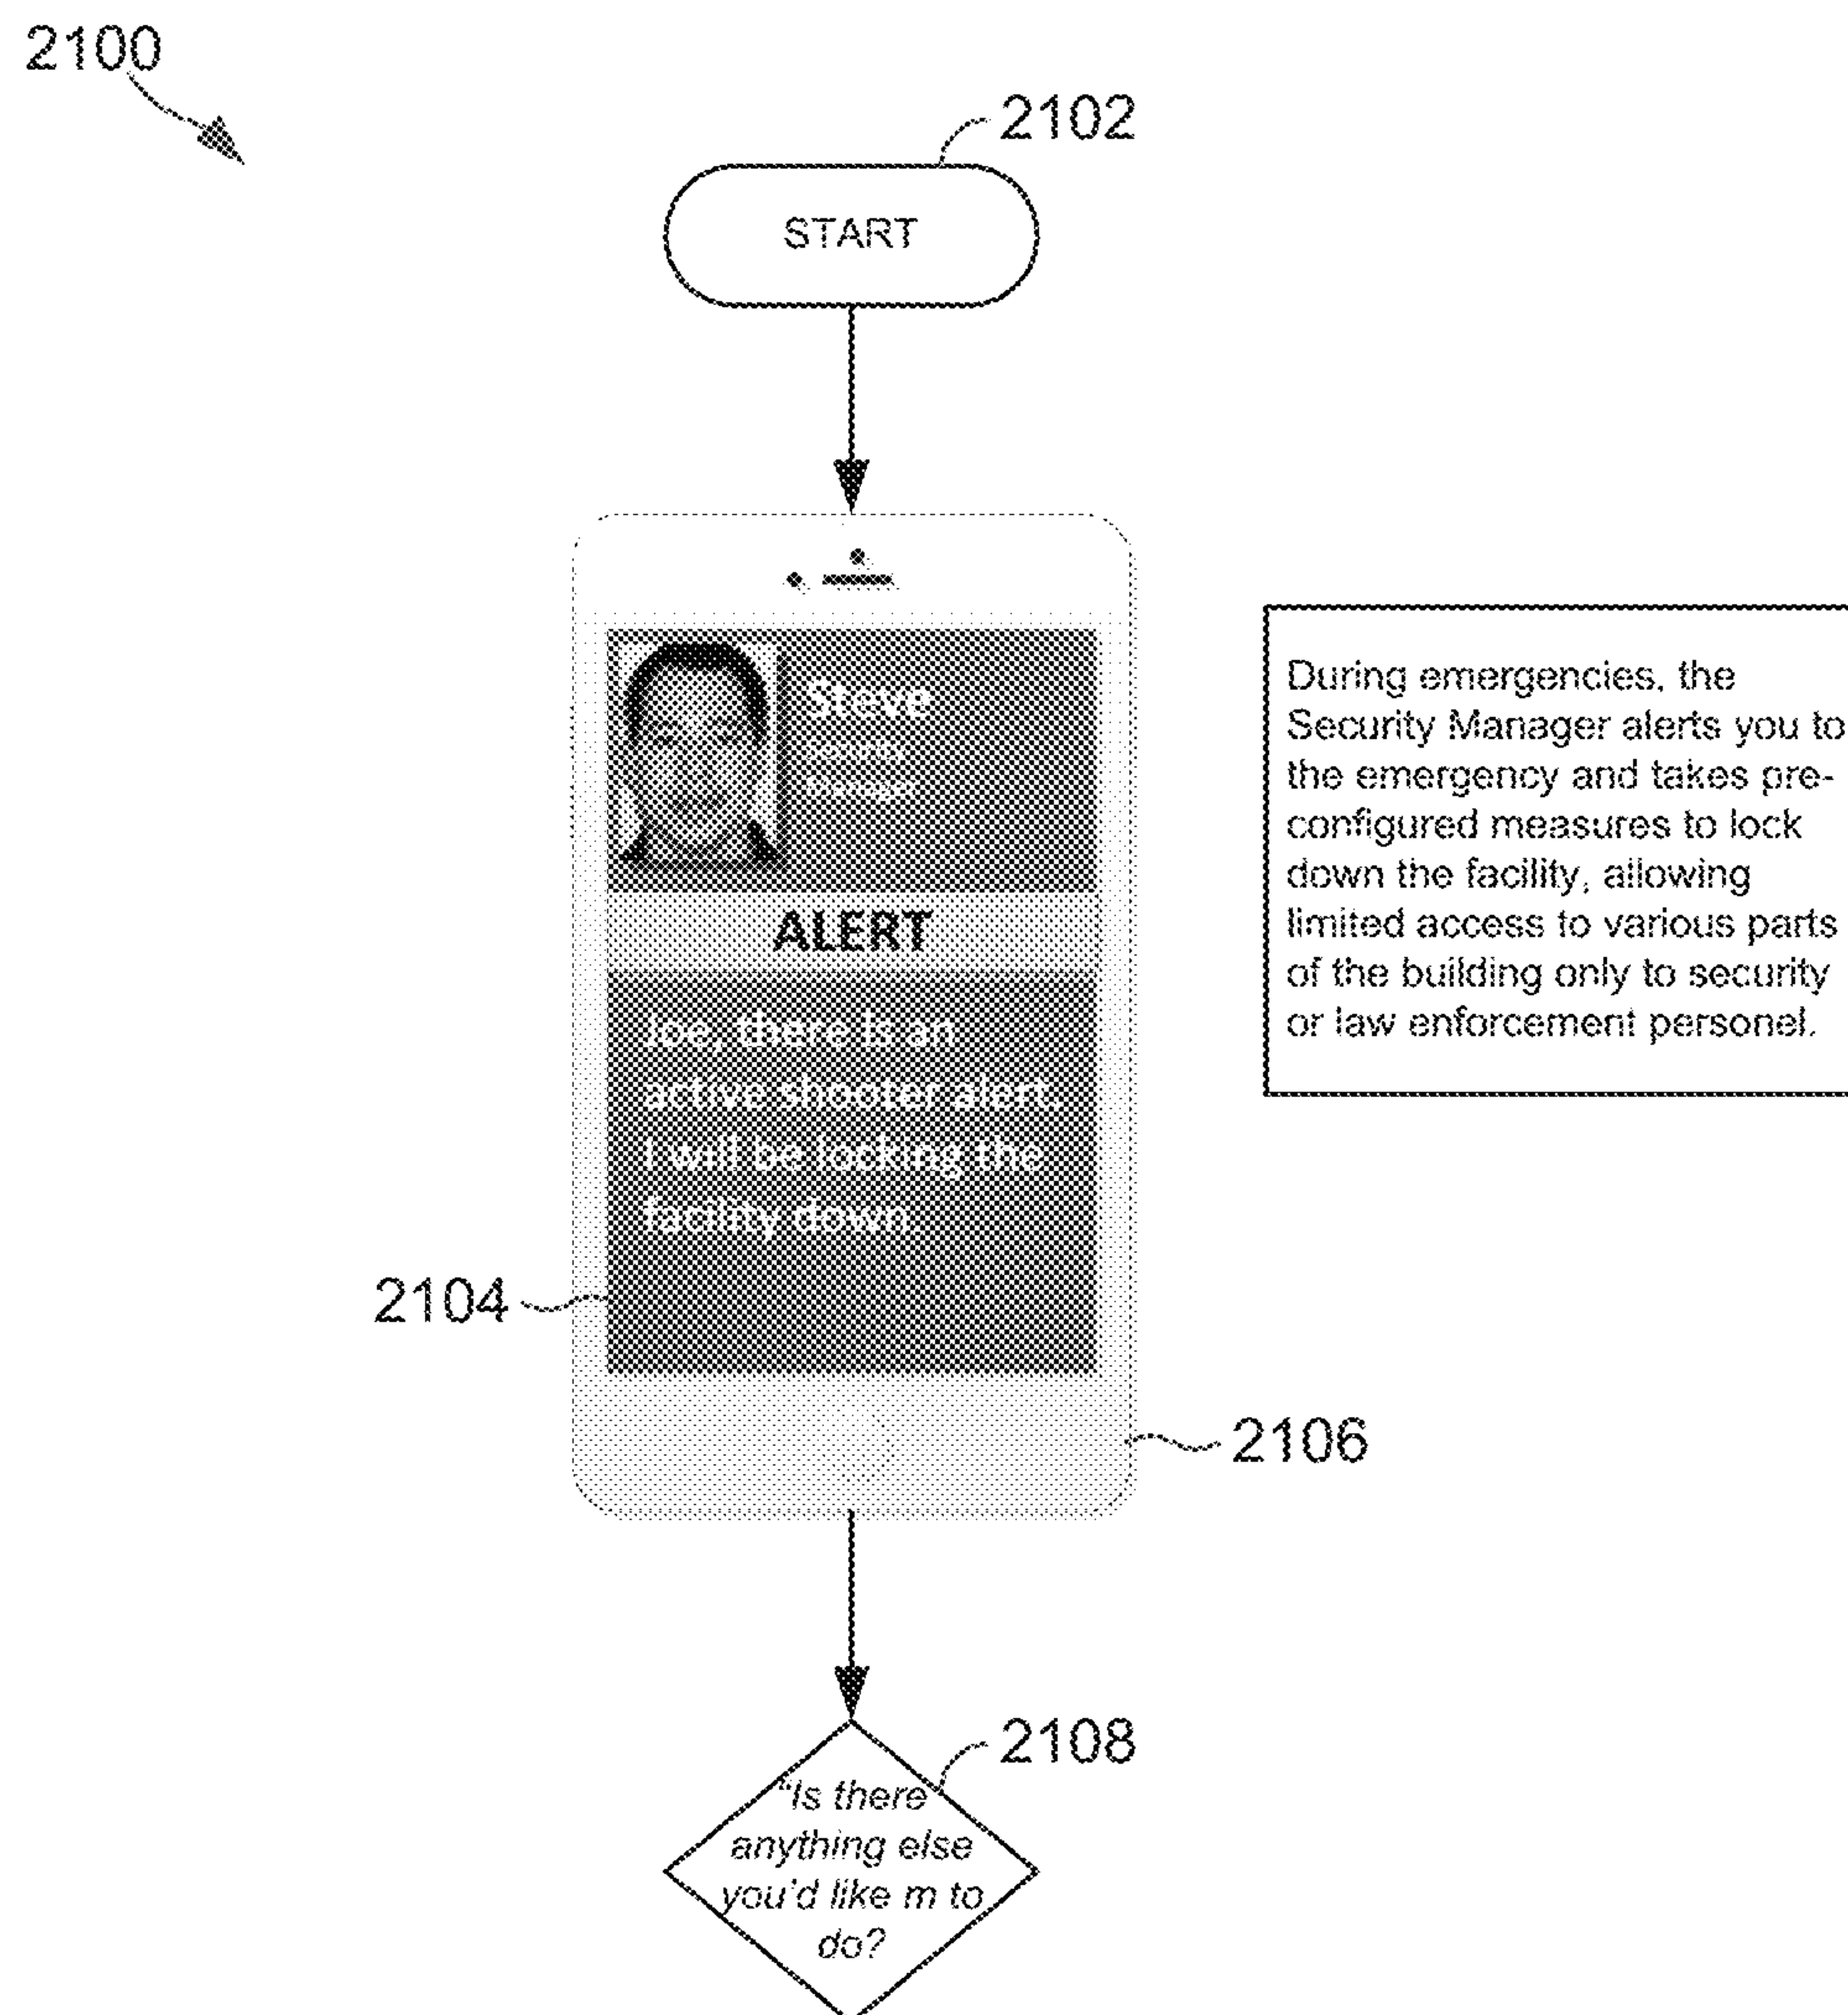 2100
2102
START
Steve
Security
Manager
ALERT
Joe, there is an
active shooter alert.
I will be locking the
facility down.
2104
2106
During emergencies, the
Security Manager alerts you to
the emergency and takes pre-
configured measures to lock
down the facility, allowing
limited access to various parts
of the building only to security
or law enforcement personel.
2108
"Is there
anything else
you'd like m to
do?